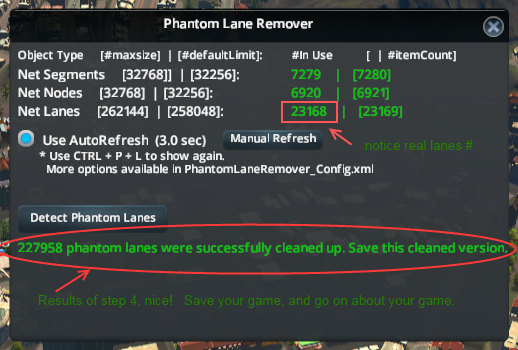 Phantom Lane Remover
Object Type [#maxsize] | [#defaultLimit]: #In Use [ | #itemCount]
Net Segments [32768]] | [32256]: 7279 | [7280]
Net Nodes [32768] | [32256]: 6920 | [6921]
Net Lanes [262144] | [258048]: 23168 | [23169]
Use AutoRefresh (3.0 sec) Manual Refresh
notice real lanes #
* Use CTRL + P + L to show again.
More options available in PhantomLaneRemover_Config.xml
Detect Phantom Lanes
227958 phantom lanes were successfully cleaned up. Save this cleaned version.
Results of step 4, nice! Save your game, and go on about your game.